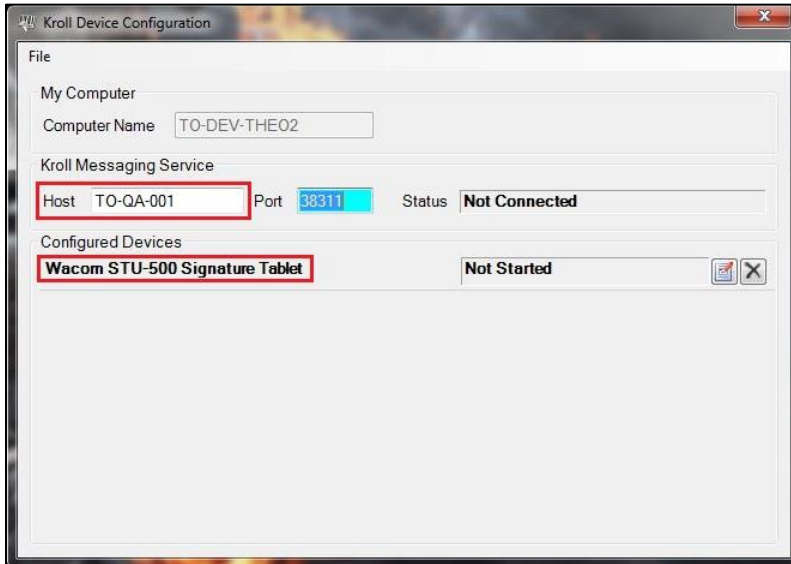 Kroll Device Configuration
File
My Computer
Computer Name TO-DEV-THEO2
Kroll Messaging Service
Host TO-QA-001 Port 38311 Status Not Connected
Configured Devices
Wacom STU-500 Signature Tablet Not Started